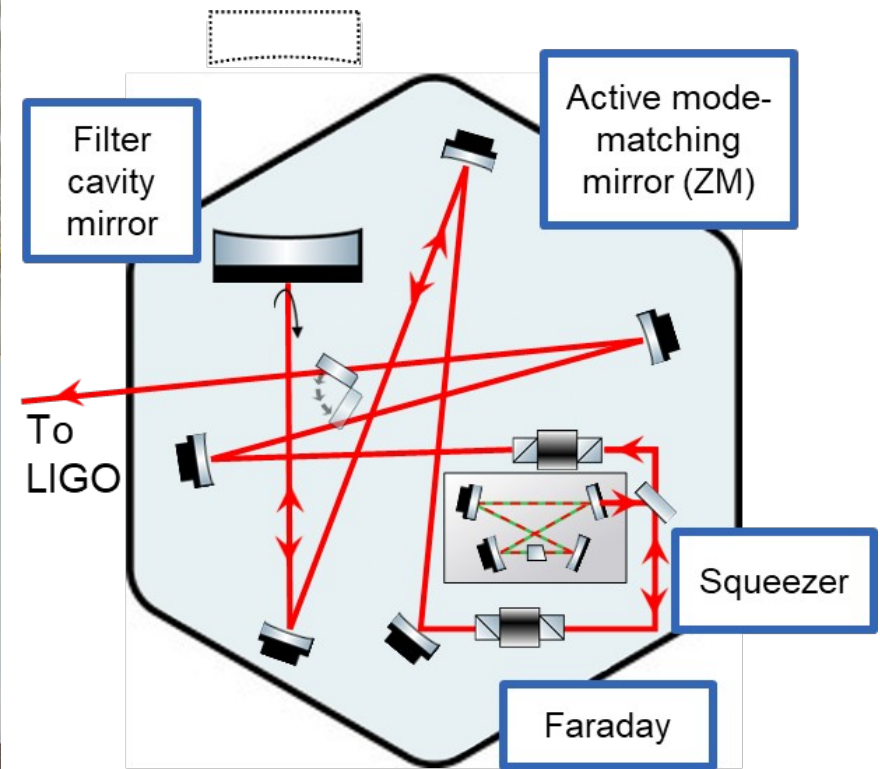 Filter
cavity
mirror
Active mode-
matching
mirror (ZM)
To
LIGO
Squeezer
Faraday